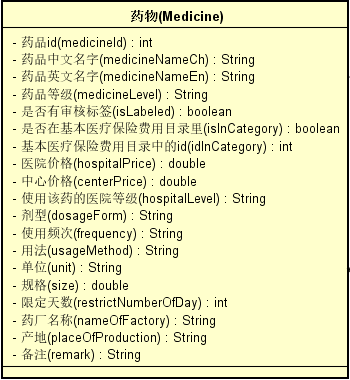 药物(Medicine)
- 药品id(medicineId) : int
- 药品中文名字(medicineNameCh) : String
- 药品英文名字(medicineNameEn) : String
- 药品等级(medicineLevel) : String
- 是否有审核标签(isLabeled) : boolean
- 是否在基本医疗保险费用目录里(isInCategory) : boolean
- 基本医疗保险费用目录中的id(idInCategory) : int
- 医院价格(hospitalPrice) : double
- 中心价格(centerPrice) : double
- 使用该药的医院等级(hospitalLevel) : String
- 剂型(dosageForm) : String
- 使用频次(frequency) : String
- 用法(usageMethod) : String
- 单位(unit) : String
- 规格(size) : double
- 限定天数(restrictNumberOfDay) : int
- 药厂名称(nameOfFactory) : String
- 产地(placeOfProduction) : String
- 备注(remark) : String